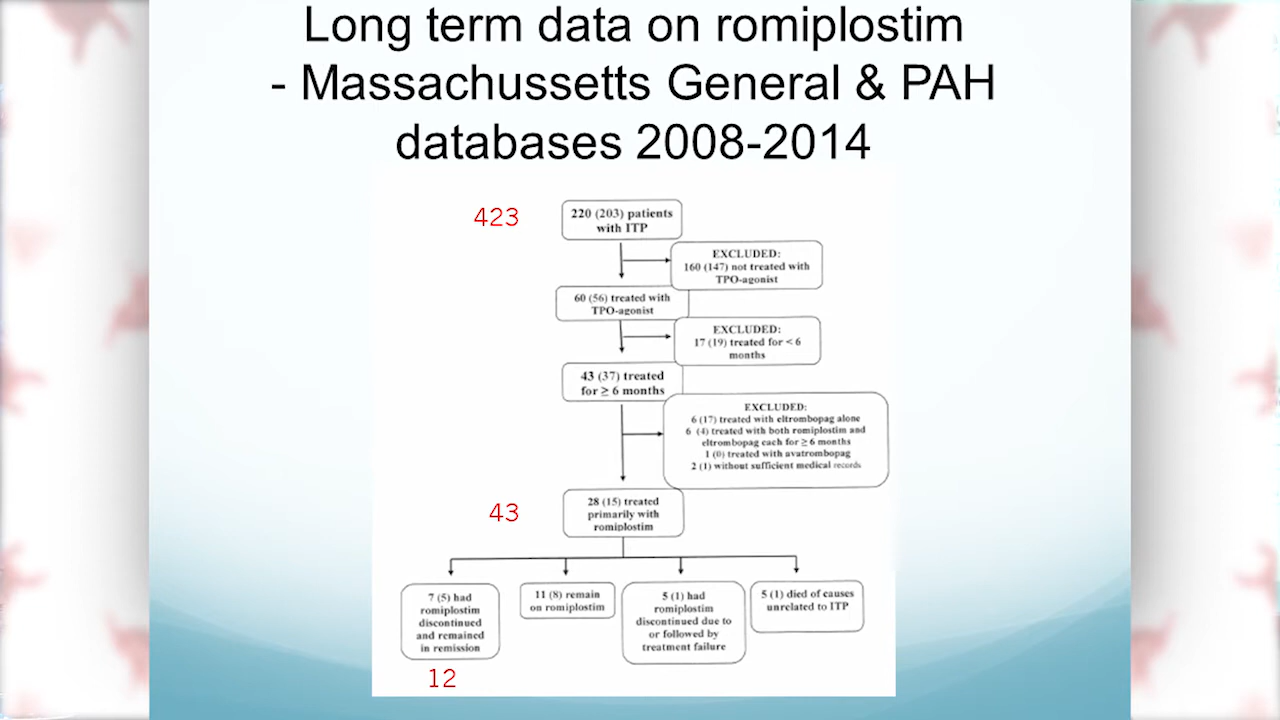 Long term data on romiplostim
- Massachussetts General & PAH
databases 2008-2014
423
220 (203) patients
with ITP
EXCLUDED:
160 (147) not treated with
TPO-agonist
60 (56) treated with
TPO-agonist
EXCLUDED:
17 (19) treated for < 6
months
43 (37) treated
for ≥ 6 months
EXCLUDED:
6 (17) treated with eltrombopag alone
6 (4) treated with both romiplostim and
eltrombopag each for ≥ 6 months
1 (0) treated with avatrombopag
2 (1) without sufficient medical records
43
28 (15) treated
primarily with
romiplostim
7 (5) had
romiplostim
discontinued
and remained
in remission
11 (8) remain
on romiplostim
5 (1) had
romiplostim
discontinued due to
or followed by
treatment failure
5 (1) died of causes
unrelated to ITP
12